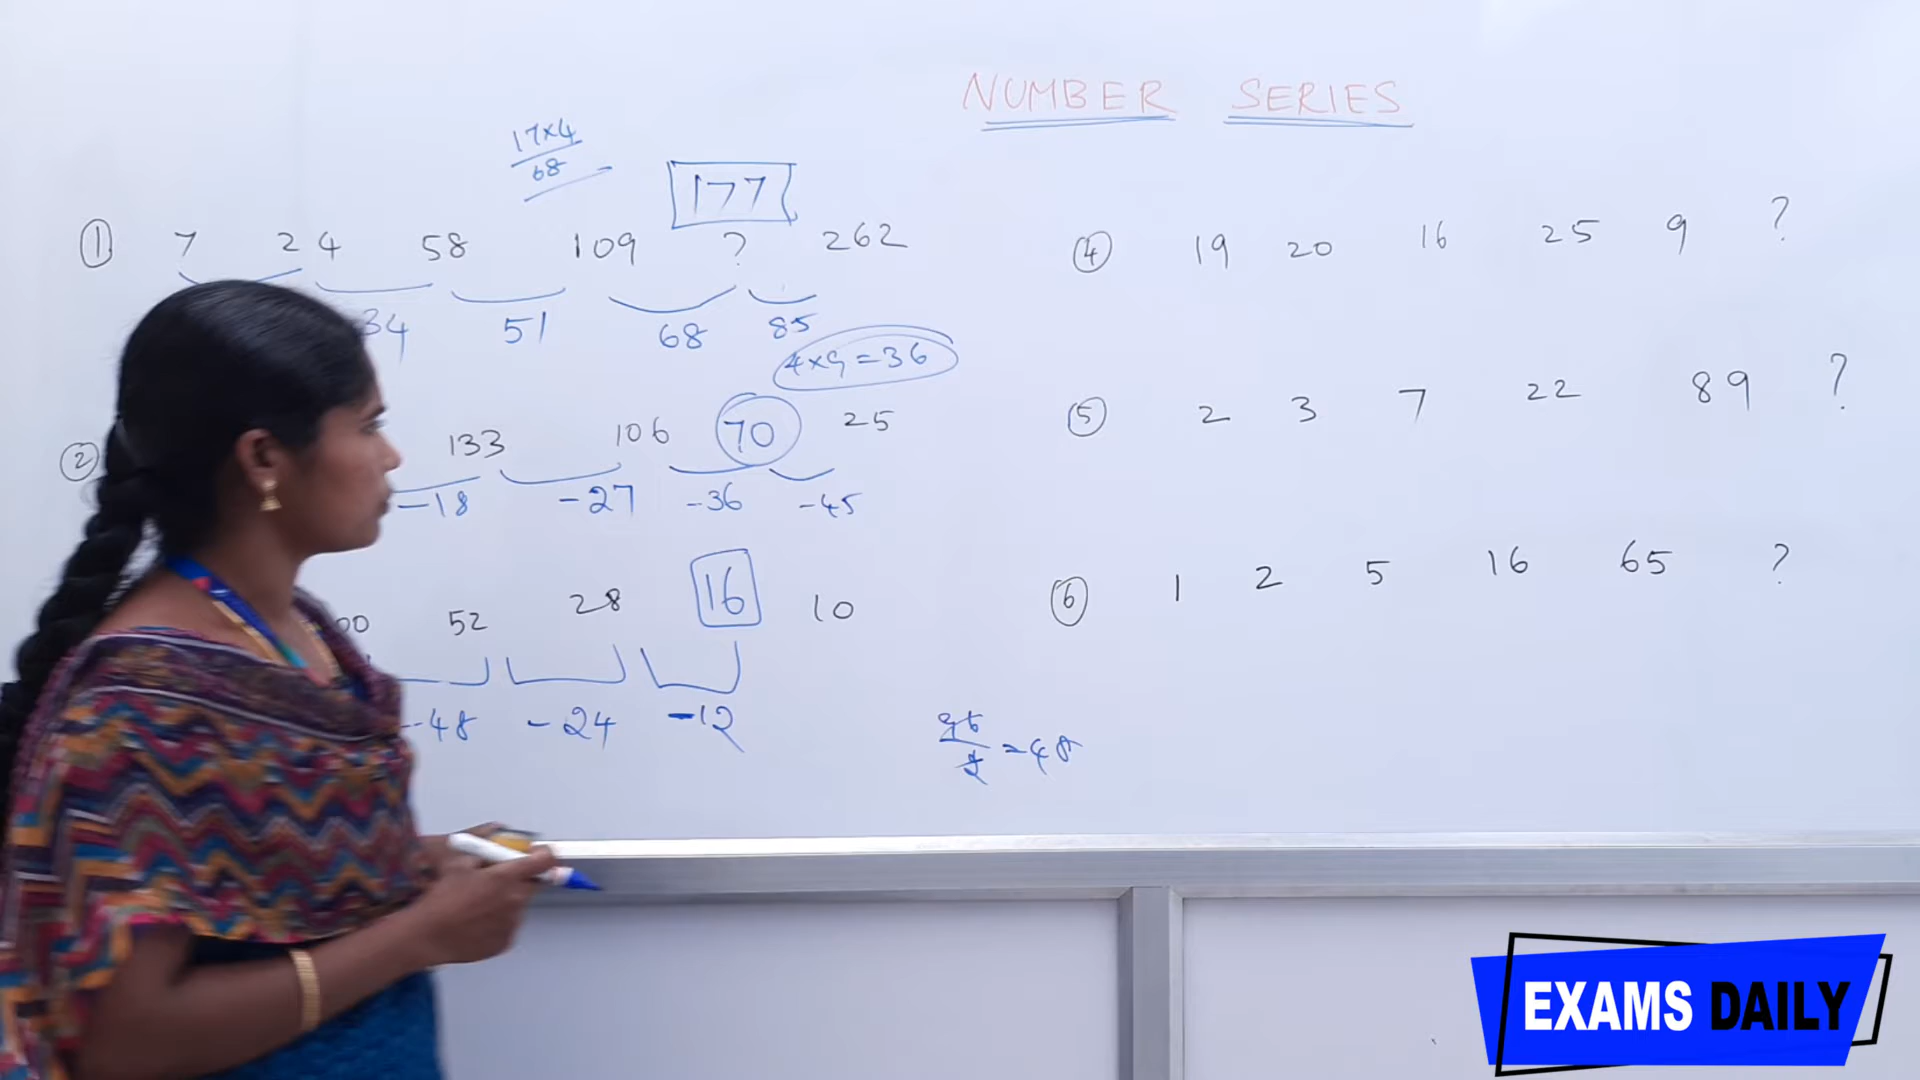 NUMBER SERIES
17×4
68
177
① 7 24 58 109 ? 262
34 51 68 85
4×9=36
② 133 106 70 25
-18 -27 -36 -45
00 52 28 16 10
-48 -24 -12
96
2 =48
④ 19 20 16 25 9 ?
⑤ 2 3 7 22 89 ?
⑥ 1 2 5 16 65 ?
EXAMS DAILY